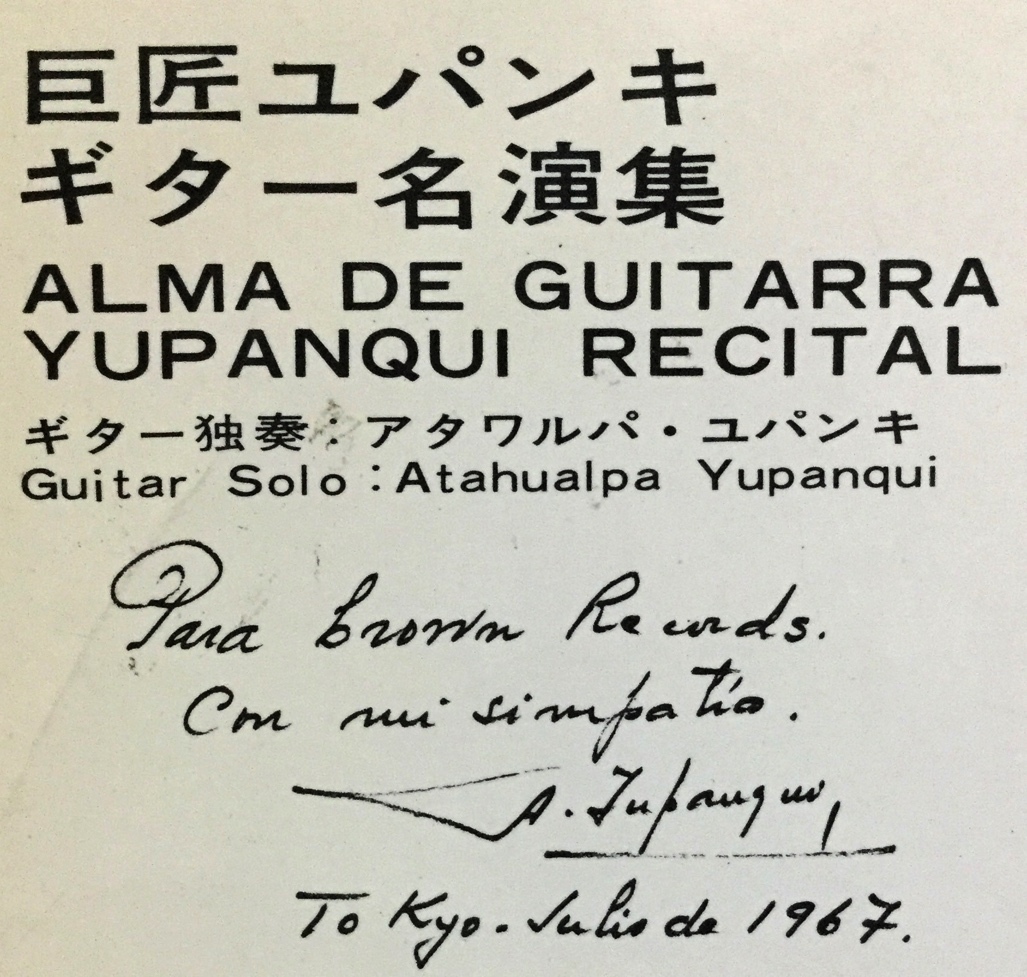 巨匠ユパンキ
ギター名演集
ALMA DE GUITARRA
YUPANQUI RECITAL
ギター独奏：アタワルパ・ユパンキ
Guitar Solo：Atahualpa Yupanqui
Para Brown Records.
Con mi simpatía.
A. Yupanqui
Tokyo. Julio de 1967.